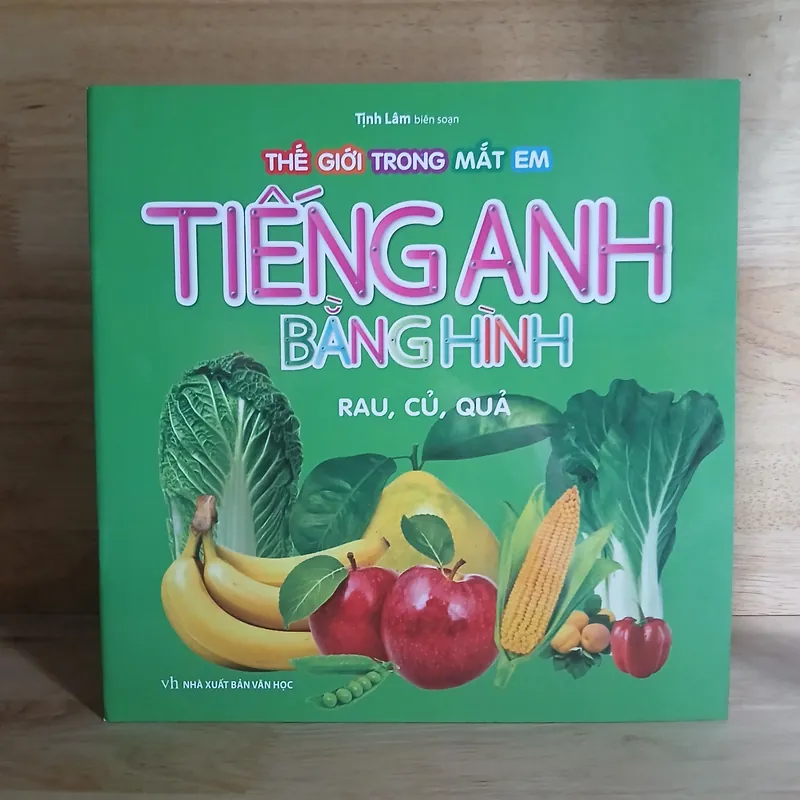 Tịnh Lâm biên soạn
THẾ GIỚI TRONG MẮT EM
TIẾNG ANH
BẰNG HÌNH
RAU, CỦ, QUẢ
vh NHÀ XUẤT BẢN VĂN HỌC